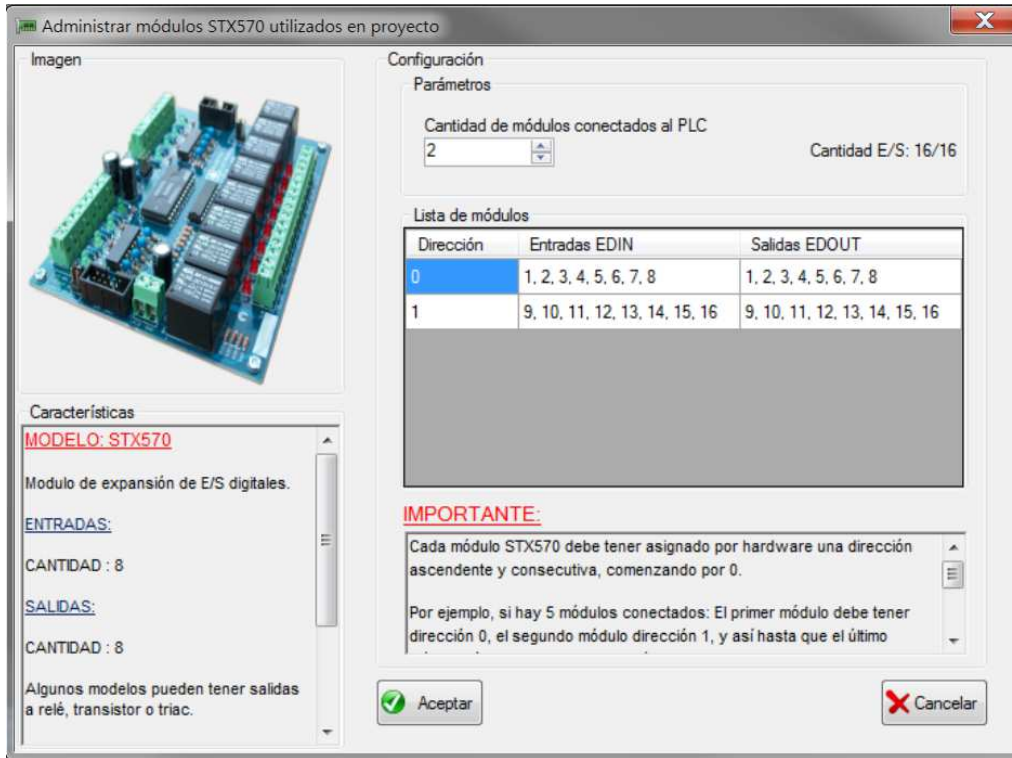 Administrar módulos STX570 utilizados en proyecto
Imagen
Características
MODELO: STX570
Modulo de expansión de E/S digitales.
ENTRADAS:
CANTIDAD : 8
SALIDAS:
CANTIDAD : 8
Algunos modelos pueden tener salidas
a relé, transistor o triac.
Configuración
Parámetros
Cantidad de módulos conectados al PLC
2
Cantidad E/S: 16/16
Lista de módulos
Dirección Entradas EDIN Salidas EDOUT
0 1, 2, 3, 4, 5, 6, 7, 8 1, 2, 3, 4, 5, 6, 7, 8
1 9, 10, 11, 12, 13, 14, 15, 16 9, 10, 11, 12, 13, 14, 15, 16
IMPORTANTE:
Cada módulo STX570 debe tener asignado por hardware una dirección
ascendente y consecutiva, comenzando por 0.
Por ejemplo, si hay 5 módulos conectados: El primer módulo debe tener
dirección 0, el segundo módulo dirección 1, y así hasta que el último
Aceptar
Cancelar